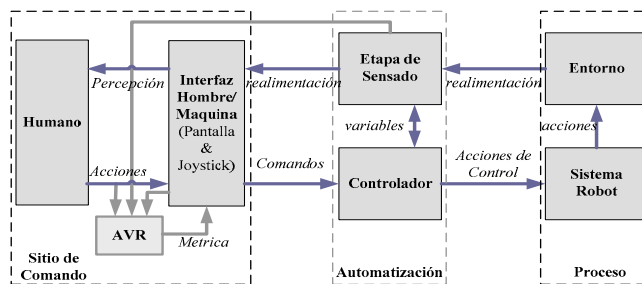 Humano
Percepción
Acciones
Interfaz
Hombre/
Maquina
(Pantalla
&
Joystick)
AVR
Metrica
Sitio de
Comando
realimentación
Comandos
Etapa de
Sensado
variables
Controlador
Automatización
realimentación
Acciones de
Control
Entorno
acciones
Sistema
Robot
Proceso